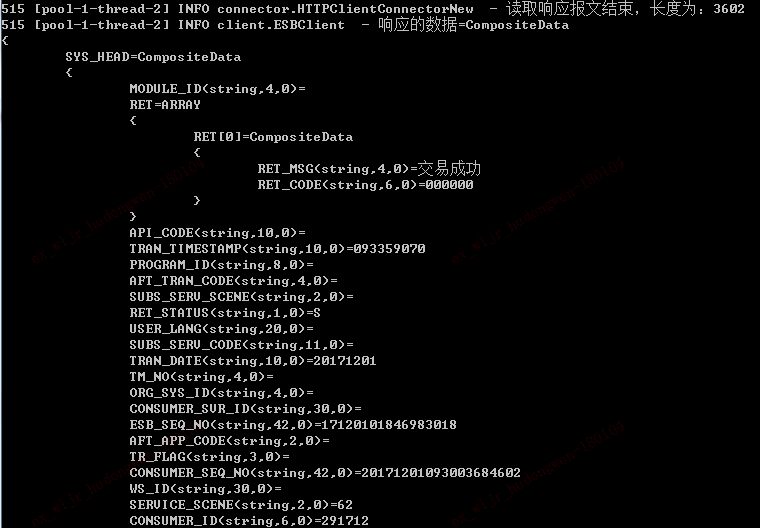 515 [pool-1-thread-2] INFO connector.HTTPClientConnectorNew  - 读取响应报文结束，长度为：3602
515 [pool-1-thread-2] INFO client.ESBClient  - 响应的数据=CompositeData
{
SYS_HEAD=CompositeData
{
MODULE_ID(string,4,0)=
RET=ARRAY
{
RET[0]=CompositeData
{
RET_MSG(string,4,0)=交易成功
RET_CODE(string,6,0)=000000
}
}
API_CODE(string,10,0)=
TRAN_TIMESTAMP(string,10,0)=093359070
PROGRAM_ID(string,8,0)=
AFT_TRAN_CODE(string,4,0)=
SUBS_SERV_SCENE(string,2,0)=
RET_STATUS(string,1,0)=S
USER_LANG(string,20,0)=
SUBS_SERV_CODE(string,11,0)=
TRAN_DATE(string,10,0)=20171201
TM_NO(string,4,0)=
ORG_SYS_ID(string,4,0)=
CONSUMER_SVR_ID(string,30,0)=
ESB_SEQ_NO(string,42,0)=17120101846983018
AFT_APP_CODE(string,2,0)=
TR_FLAG(string,3,0)=
CONSUMER_SEQ_NO(string,42,0)=20171201093003684602
WS_ID(string,30,0)=
SERVICE_SCENE(string,2,0)=62
CONSUMER_ID(string,6,0)=291712